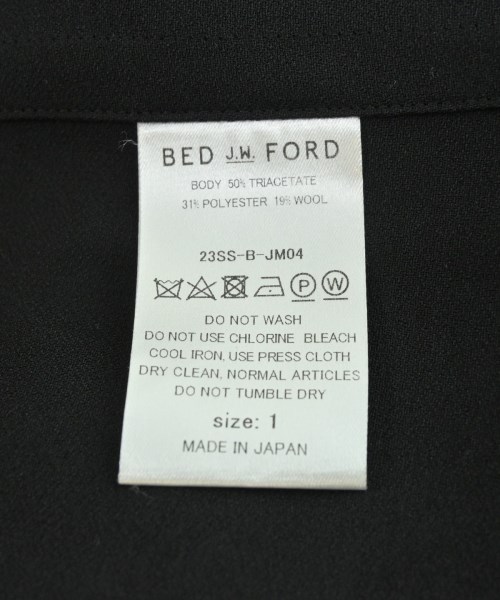 BED J.W. FORD
BODY 50% TRIACETATE
31% POLYESTER 19% WOOL
23SS-B-JM04
P W
DO NOT WASH
DO NOT USE CHLORINE BLEACH
COOL IRON, USE PRESS CLOTH
DRY CLEAN, NORMAL ARTICLES
DO NOT TUMBLE DRY
size: 1
MADE IN JAPAN